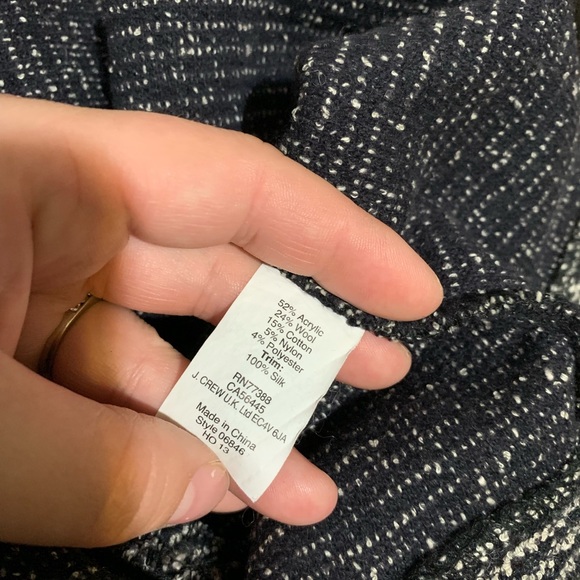 52% Acrylic
24% Wool
15% Cotton
5% Nylon
4% Polyester
Trim:
100% Silk
RN77388
CA56445
J. CREW U.K. Ltd EC4V 6JA
Made in China
Style 06846
HO 13